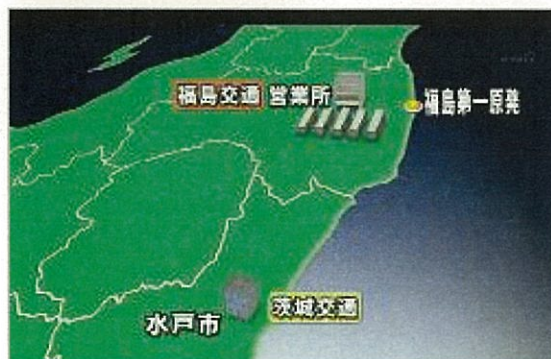 福島交通 営業所
福島第一原発
水戸市
茨城交通